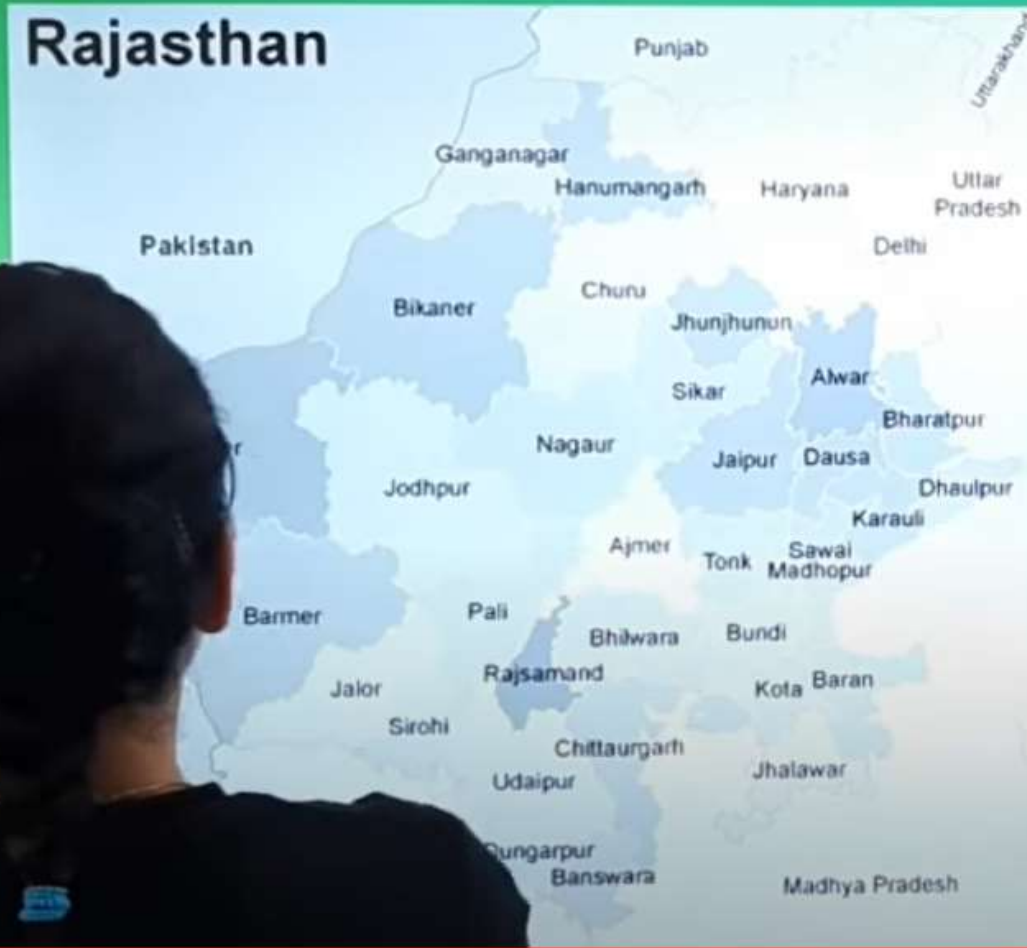 Rajasthan
Punjab
Uttarakhand
Ganganagar
Hanumangarh
Haryana
Uttar
Pradesh
Pakistan
Delhi
Churu
Bikaner
Jhunjhunun
Alwar
Sikar
Bharatpur
Nagaur
Jaipur
Dausa
Jodhpur
Dhaulpur
Karauli
Ajmer
Tonk
Sawai
Madhopur
Barmer
Pali
Bhilwara
Bundi
Rajsamand
Jalor
Kota
Baran
Sirohi
Chittaurgarh
Udaipur
Jhalawar
Banswara
Madhya Pradesh